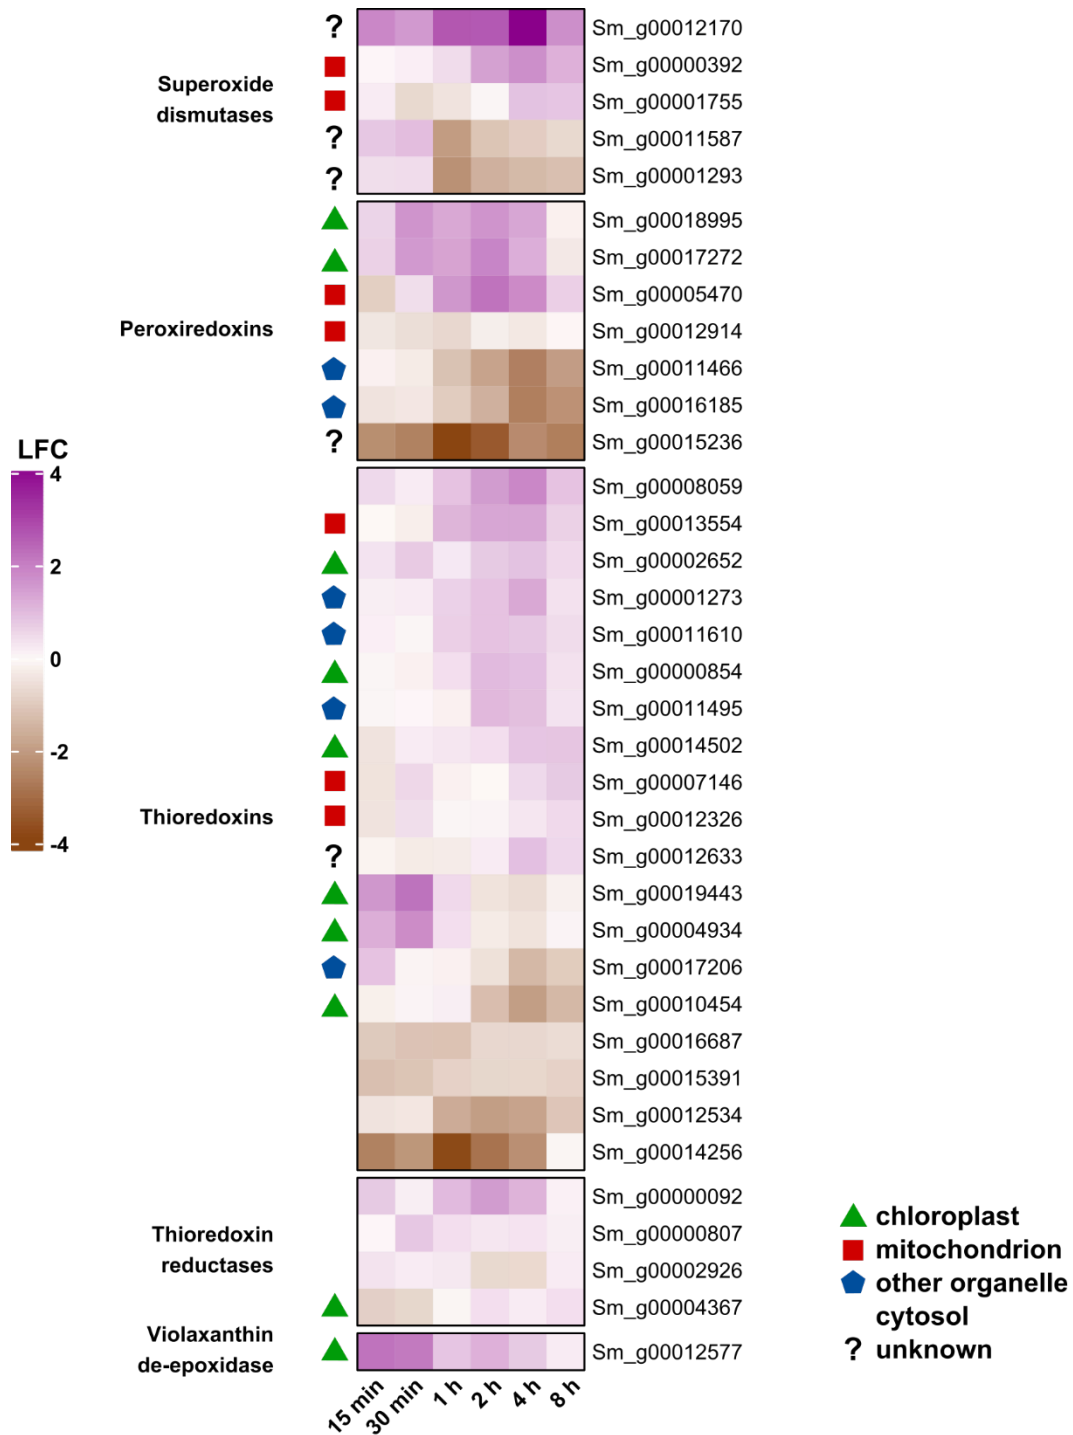 ?
Sm_g00012170
Sm_g00000392
Superoxide
dismutases
Sm_g00001755
?
Sm_g00011587
?
Sm_g00001293
Sm_g00018995
Sm_g00017272
Sm_g00005470
Peroxiredoxins
Sm_g00012914
Sm_g00011466
Sm_g00016185
?
Sm_g00015236
LFC
4
2
0
-2
-4
Sm_g00008059
Sm_g00013554
Sm_g00002652
Sm_g00001273
Sm_g00011610
Sm_g00000854
Sm_g00011495
Sm_g00014502
Sm_g00007146
Thioredoxins
Sm_g00012326
?
Sm_g00012633
Sm_g00019443
Sm_g00004934
Sm_g00017206
Sm_g00010454
Sm_g00016687
Sm_g00015391
Sm_g00012534
Sm_g00014256
Sm_g00000092
Thioredoxin
reductases
Sm_g00000807
Sm_g00002926
Sm_g00004367
Violaxanthin
de-epoxidase
Sm_g00012577
15 min
30 min
1 h
2 h
4 h
8 h
chloroplast
mitochondrion
other organelle
cytosol
? unknown